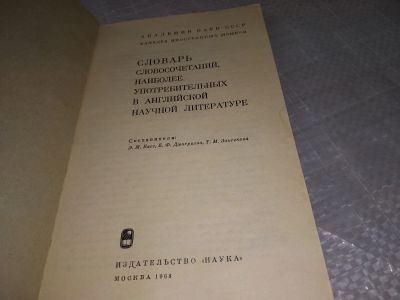 АКАДЕМИЯ НАУК СССР
КАФЕДРА ИНОСТРАННЫХ ЯЗЫКОВ
СЛОВАРЬ
СЛОВОСОЧЕТАНИЙ,
НАИБОЛЕЕ
УПОТРЕБИТЕЛЬНЫХ
В АНГЛИЙСКОЙ
НАУЧНОЙ ЛИТЕРАТУРЕ
Составители:
ИЗДАТЕЛЬСТВО «НАУКА»
МОСКВА 1968